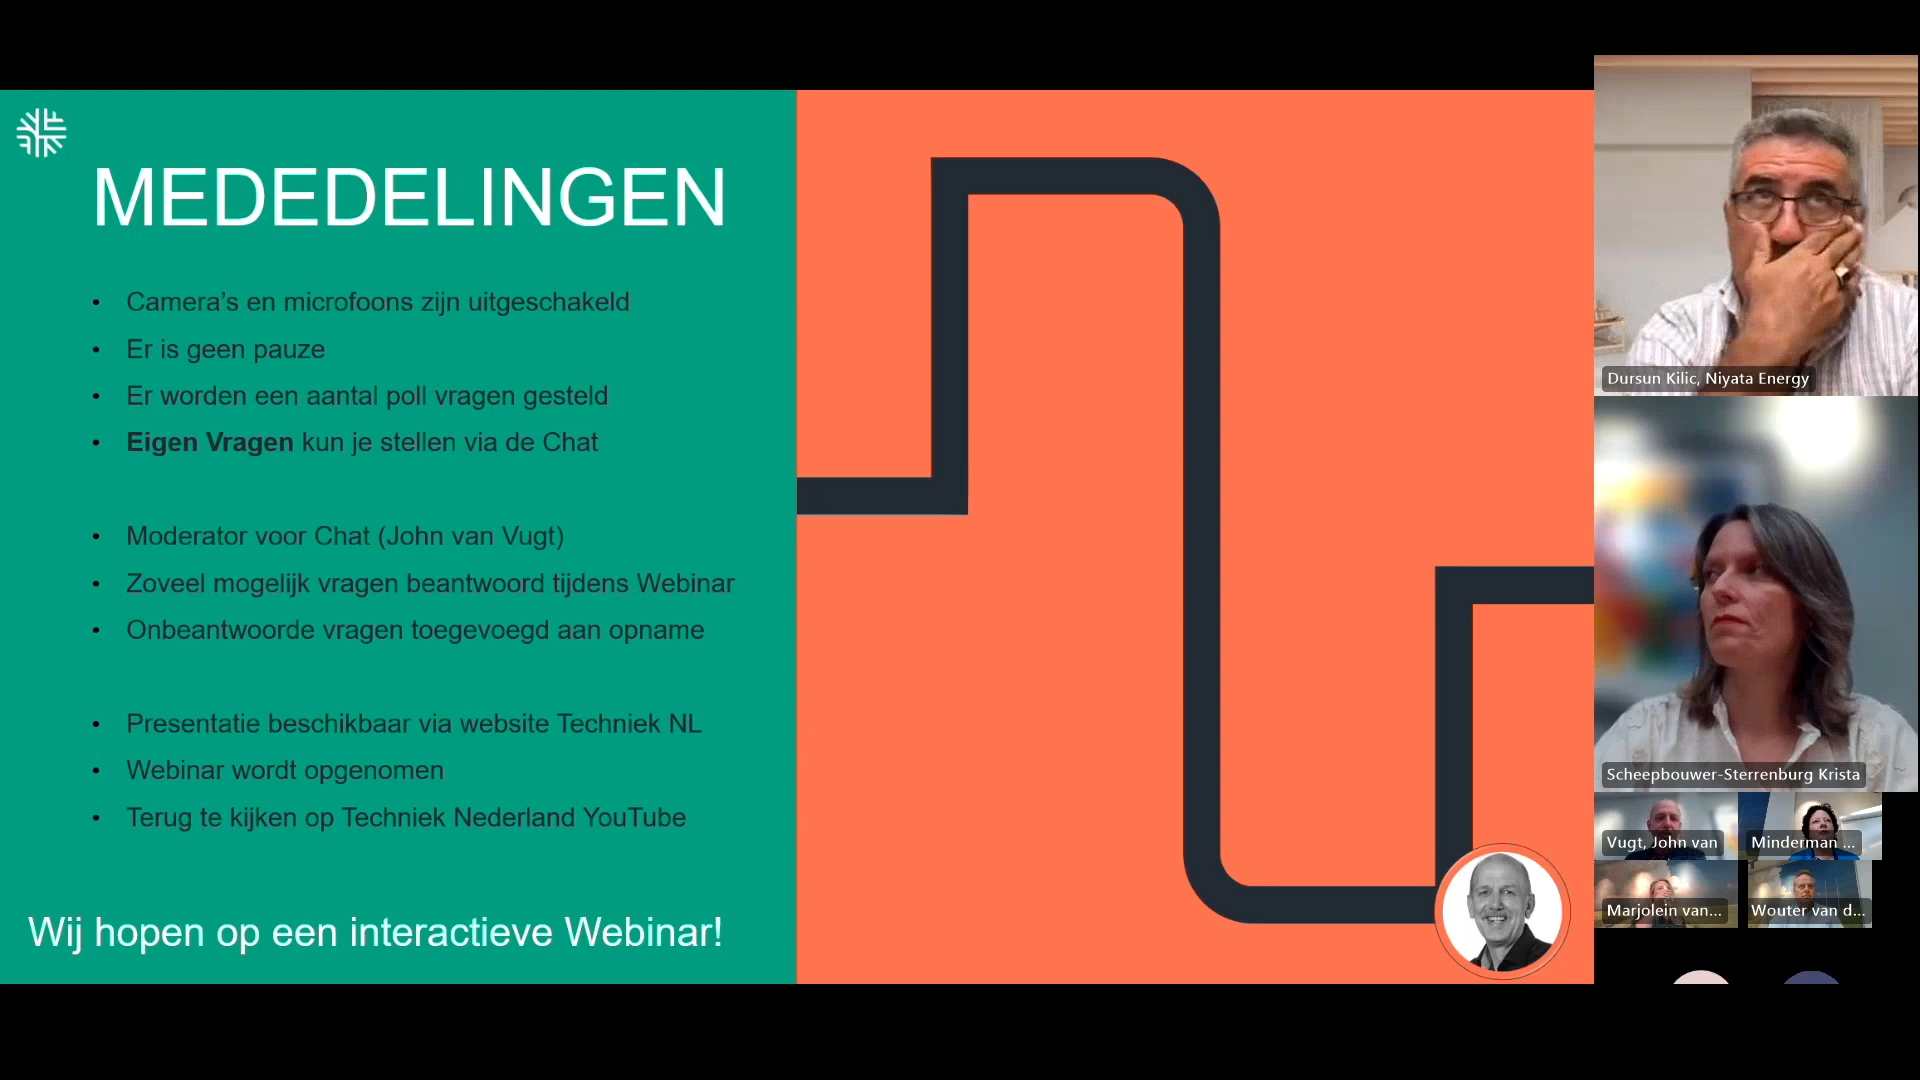 MEDEDELINGEN
• Camera’s en microfoons zijn uitgeschakeld
• Er is geen pauze
• Er worden een aantal poll vragen gesteld
• Eigen Vragen kun je stellen via de Chat
• Moderator voor Chat (John van Vugt)
• Zoveel mogelijk vragen beantwoord tijdens Webinar
• Onbeantwoorde vragen toegevoegd aan opname
• Presentatie beschikbaar via website Techniek NL
• Webinar wordt opgenomen
• Terug te kijken op Techniek Nederland YouTube
Wij hopen op een interactieve Webinar!
Dursun Kilic, Niyata Energy
Scheepbouwer-Sterrenburg Krista
Vugt, John van
Minderman ...
Marjolein van...
Wouter van d...